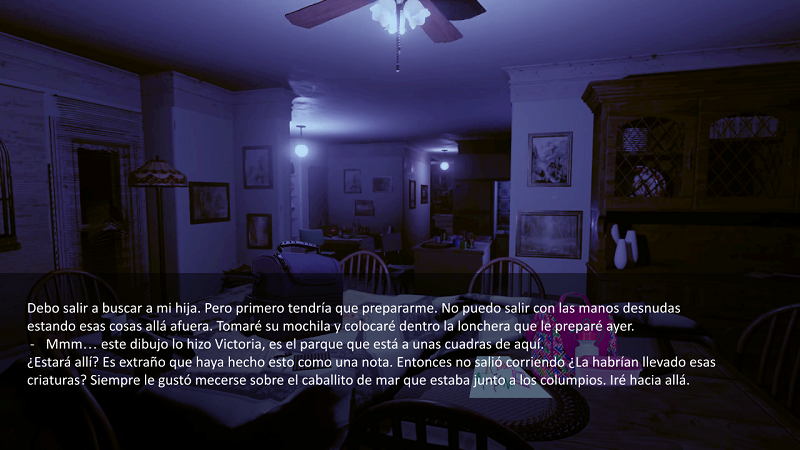 Debo salir a buscar a mi hija. Pero primero tendría que prepararme. No puedo salir con las manos desnudas
estando esas cosas allá afuera. Tomaré su mochila y colocaré dentro la lonchera que le preparé ayer.
- Mmm… este dibujo lo hizo Victoria, es el parque que está a unas cuadras de aquí.
¿Estará allí? Es extraño que haya hecho esto como una nota. Entonces no salió corriendo ¿La habrían llevado esas
criaturas? Siempre le gustó mecerse sobre el caballito de mar que estaba junto a los columpios. Iré hacia allá.